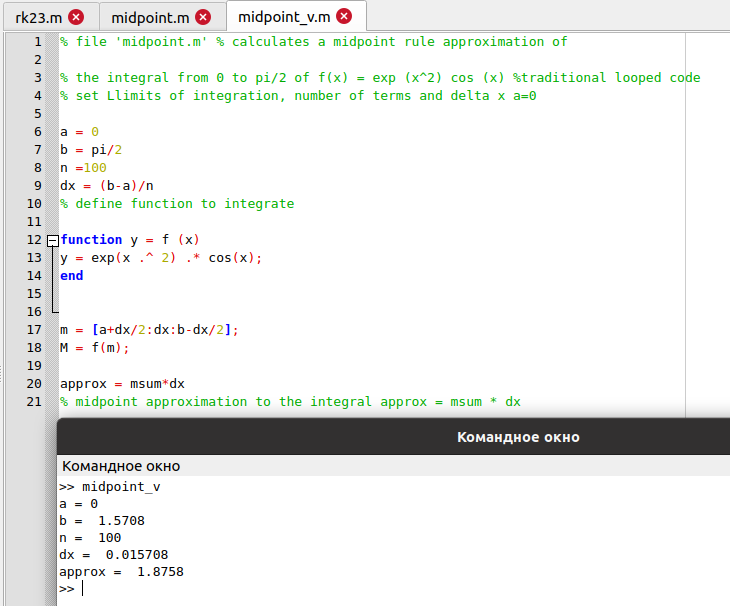 rk23.m midpoint.m midpoint_v.m
1 % file 'midpoint.m' % calculates a midpoint rule approximation of
2
3 % the integral from 0 to pi/2 of f(x) = exp (x^2) cos (x) %traditional looped code
4 % set Llimits of integration, number of terms and delta x a=0
5
6 a = 0
7 b = pi/2
8 n =100
9 dx = (b-a)/n
10 % define function to integrate
11
12 function y = f (x)
13 y = exp(x .^ 2) .* cos(x);
14 end
15
16
17 m = [a+dx/2:dx:b-dx/2];
18 M = f(m);
19
20 approx = msum*dx
21 % midpoint approximation to the integral approx = msum * dx
Командное окно
Командное окно
>> midpoint_v
a = 0
b =  1.5708
n =  100
dx =  0.015708
approx =  1.8758
>>